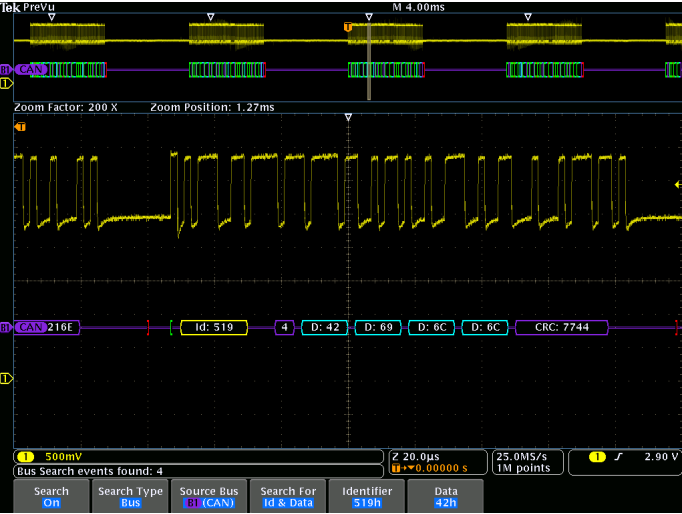 Tek PreVu M 4.00ms
T
B1 CAN
1
Zoom Factor: 200 X Zoom Position: 1.27ms
T
B1 CAN 216E Id: 519 4 D: 42 D: 69 D: 6C D: 6C CRC: 7744
1
1 500mV Z 20.0µs 25.0MS/s 1 2.90 V
T→▼0.00000 s 1M points
Bus Search events found: 4
Search Search Type Source Bus Search For Identifier Data
On Bus B1 (CAN) Id & Data 519h 42h